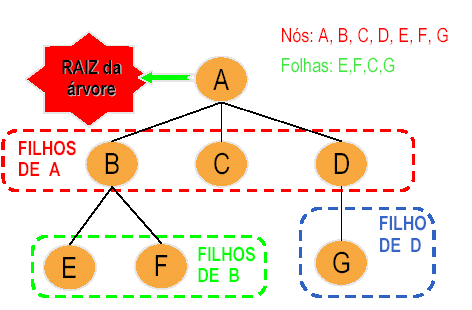 Nós: A, B, C, D, E, F, G
Folhas: E,F,C,G
RAIZ da
árvore
A
FILHOS
DE A
B
C
D
FILHO
DE D
E
F
FILHOS
DE B
G